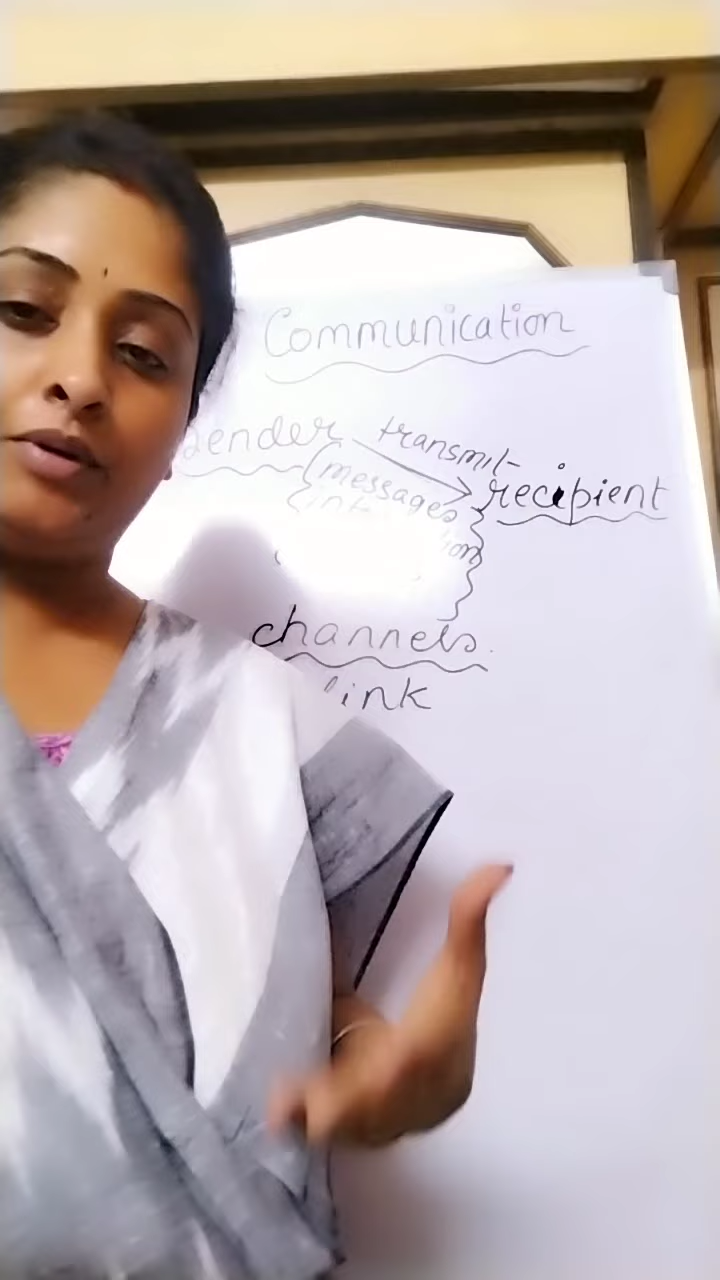 Communication
sender transmit
messages recipient
channels.
link